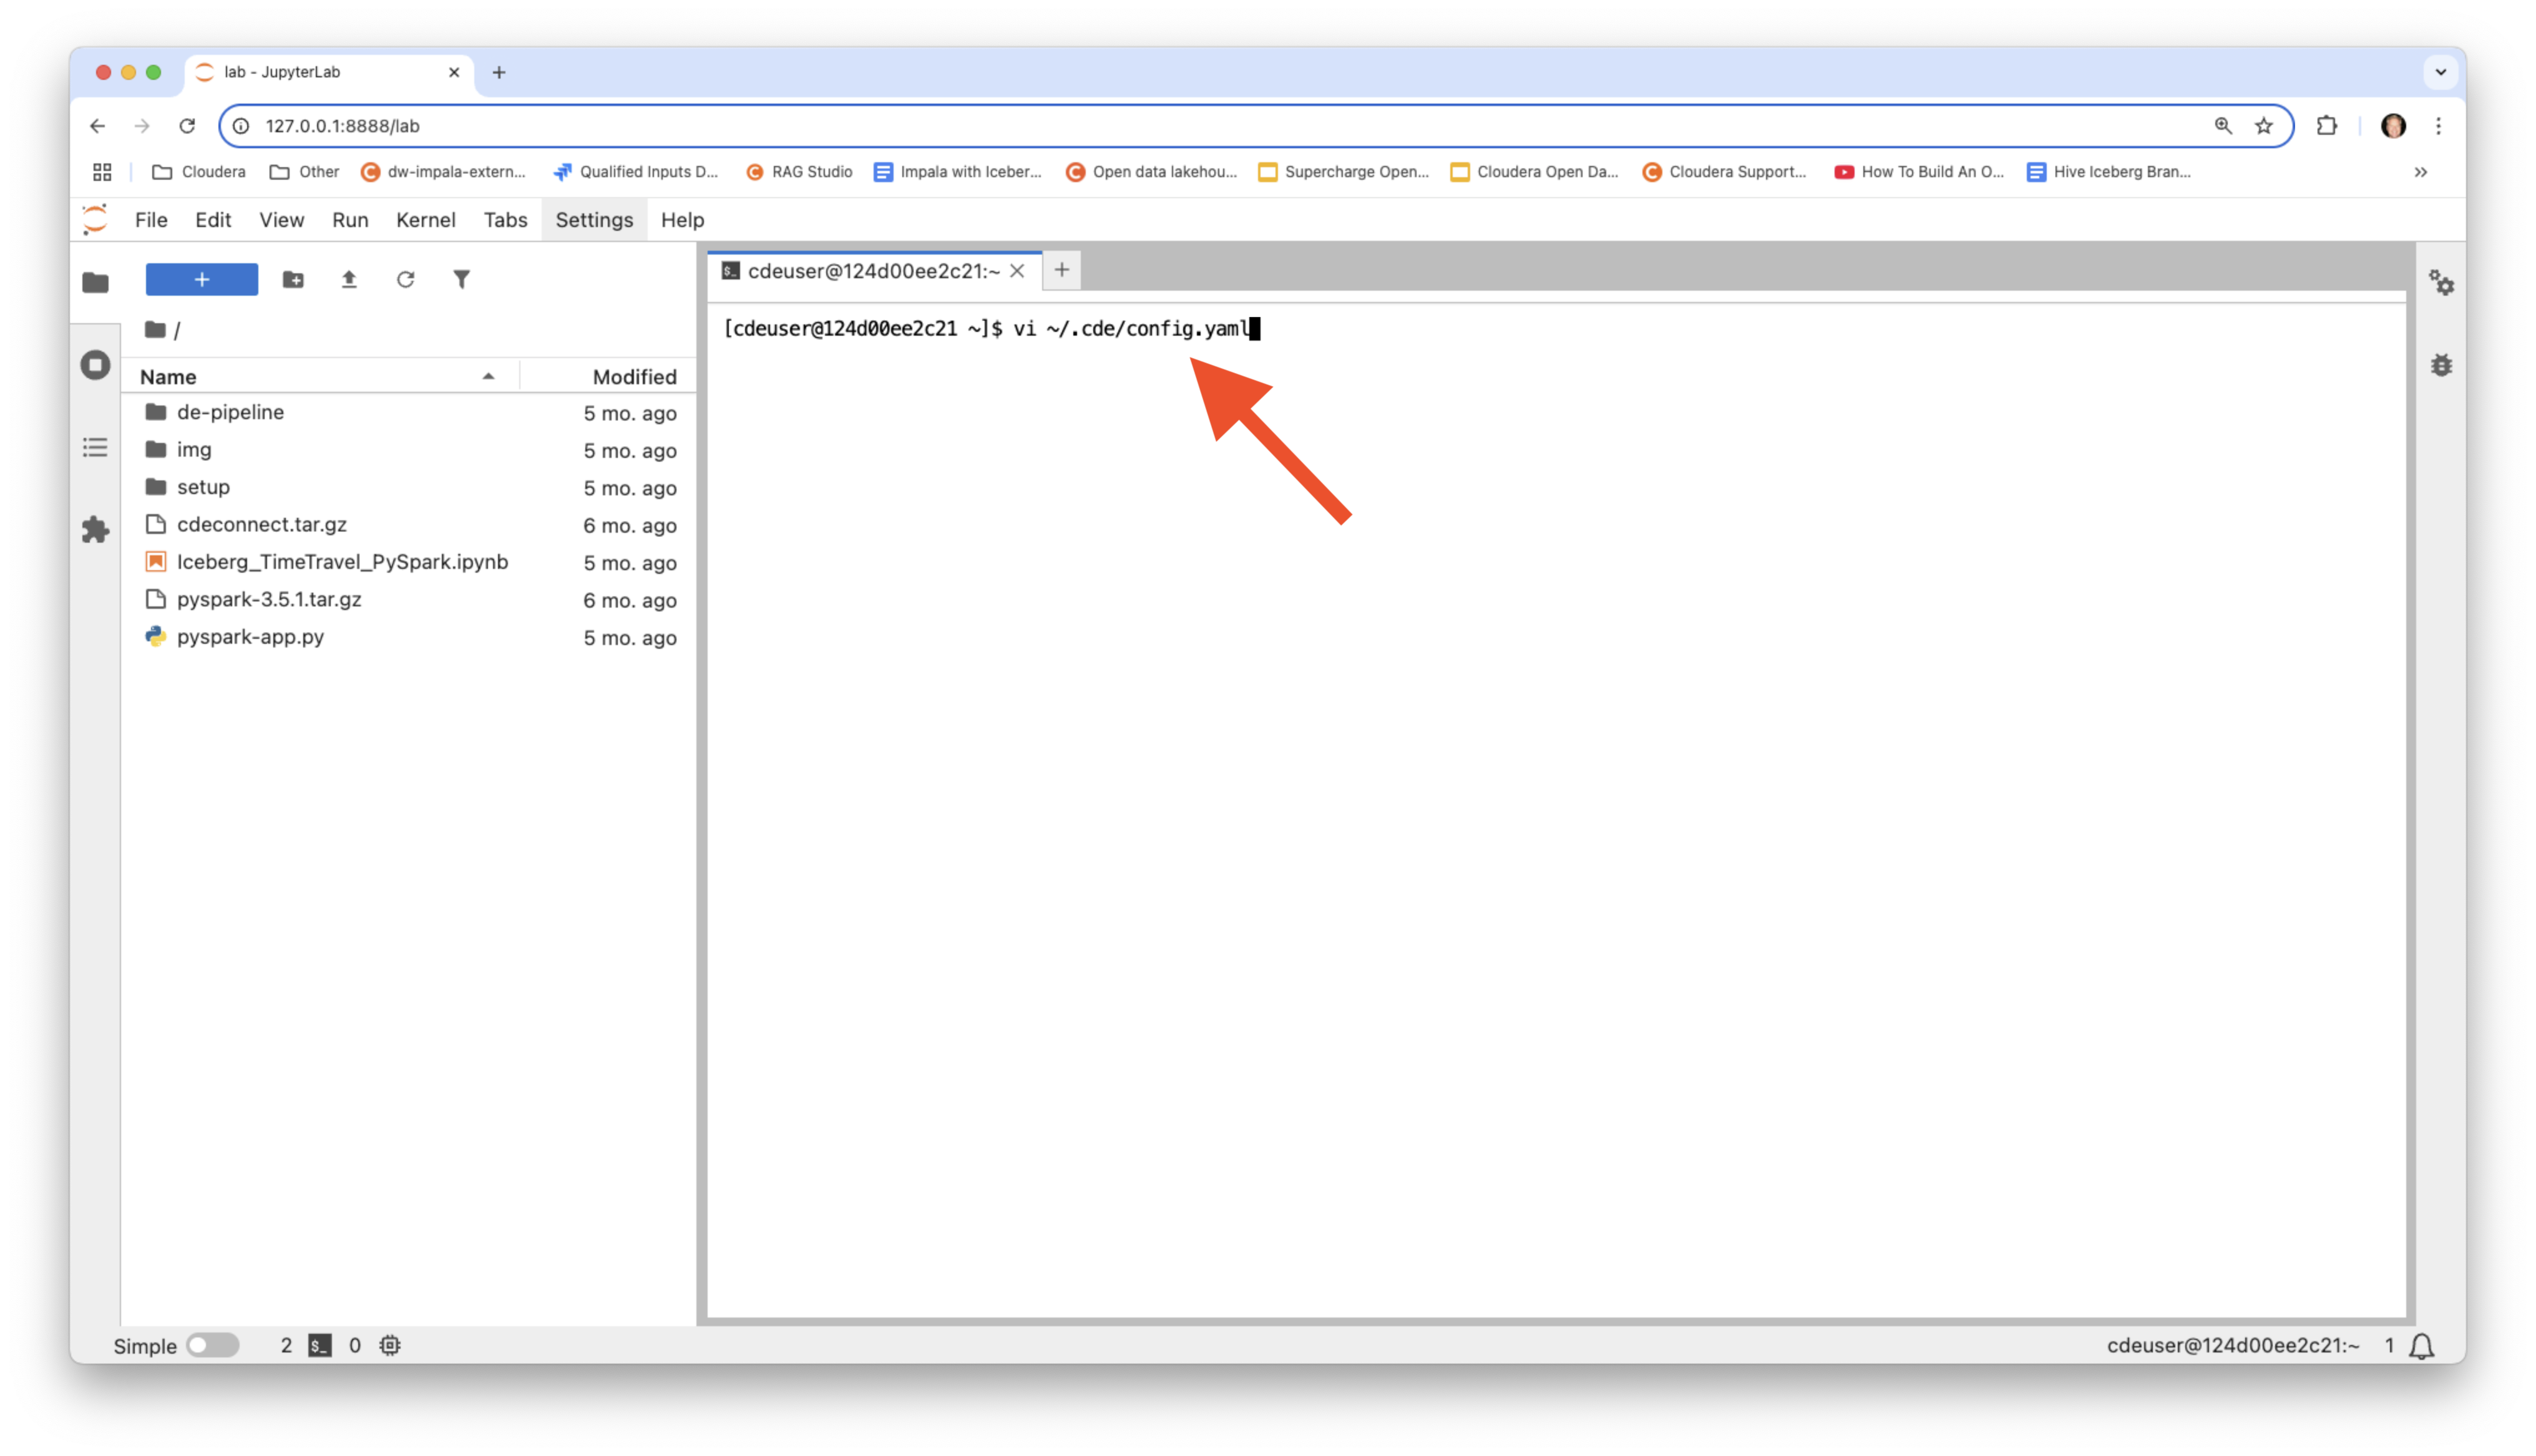 lab - JupyterLab
127.0.0.1:8888/lab
Cloudera Other dw-impala-extern... Qualified Inputs D... RAG Studio Impala with Iceber... Open data lakehou... Supercharge Open... Cloudera Open Da... Cloudera Support... How To Build An O... Hive Iceberg Bran...
File Edit View Run Kernel Tabs Settings Help
cdeuser@124d00ee2c21:~
/
[cdeuser@124d00ee2c21 ~]$ vi ~/.cde/config.yaml
Name Modified
de-pipeline 5 mo. ago
img 5 mo. ago
setup 5 mo. ago
cdeconnect.tar.gz 6 mo. ago
Iceberg_TimeTravel_PySpark.ipynb 5 mo. ago
pyspark-3.5.1.tar.gz 6 mo. ago
pyspark-app.py 5 mo. ago
Simple 2 $_ 0 cdeuser@124d00ee2c21:~ 1